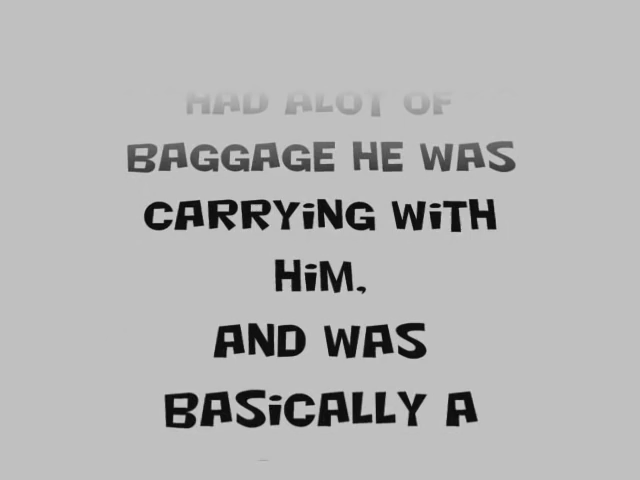 HAD ALOT OF
BAGGAGE HE WAS
CARRYiNG WiTH
HiM,
AND WAS
BASiCALLY A